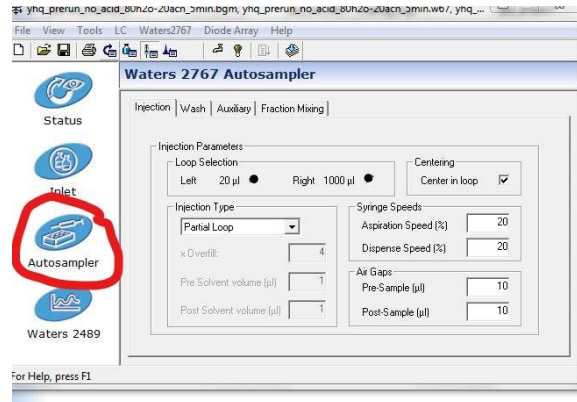 yhq_prerun_no_acid_80h2o-20acn_5min.bgm, yhq_prerun_no_acid_80h2o-20acn_5min.w67, yhq_...
File View Tools LC Waters2767 Diode Array Help
Waters 2767 Autosampler
Status
Inlet
Autosampler
Waters 2489
Injection Wash Auxiliary Fraction Mixing
Injection Parameters
Loop Selection
Left 20 µl Right 1000 µl
Centering
Center in loop
Injection Type
Partial Loop
x Overfill: 4
Pre Solvent volume (µl) 1
Post Solvent volume (µl) 1
Syringe Speeds
Aspiration Speed (%) 20
Dispense Speed (%) 20
Air Gaps
Pre-Sample (µl) 10
Post-Sample (µl) 10
For Help, press F1